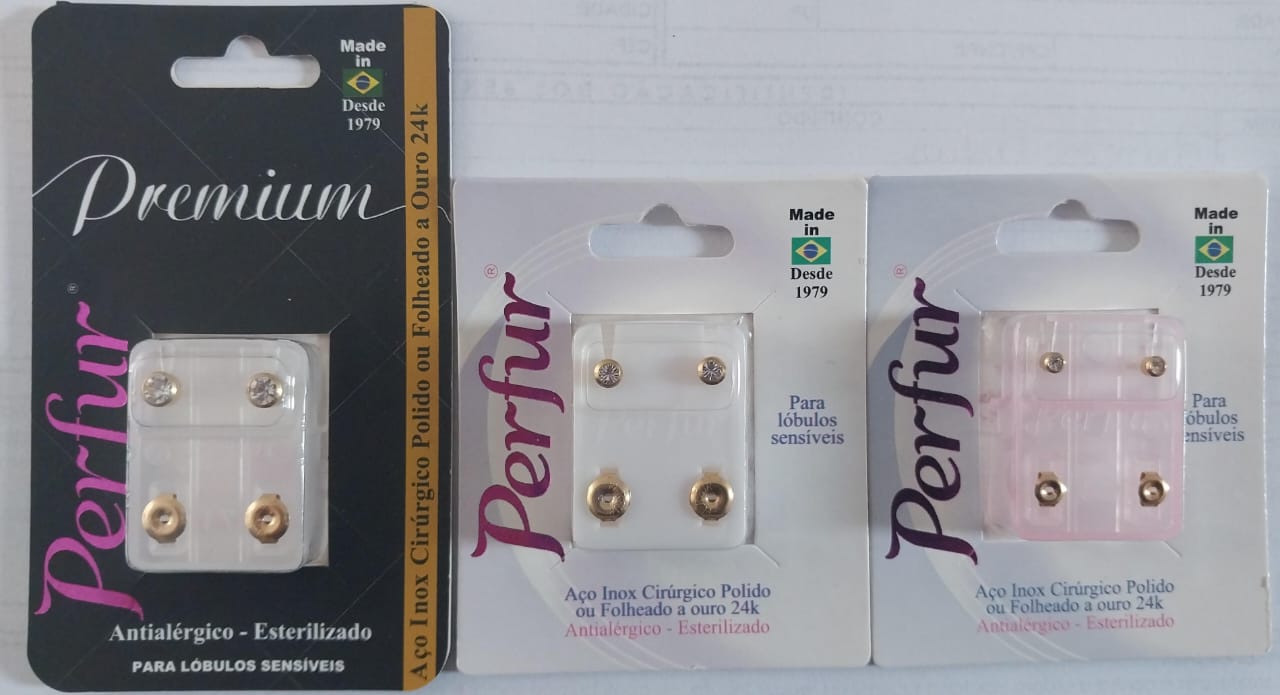 Made
in
Desde
1979
Premium
Perfur
®
Aço Inox Cirúrgico Polido ou Folheado a Ouro 24k
Antialérgico - Esterilizado
PARA LÓBULOS SENSÍVEIS
Made
in
Desde
1979
Perfur
®
Para
lóbulos
sensíveis
Aço Inox Cirúrgico Polido
ou Folheado a ouro 24k
Antialérgico - Esterilizado
Made
in
Desde
1979
Perfur
®
Para
óbulos
ensíveis
Aço Inox Cirúrgico Polido
ou Folheado a ouro 24k
Antialérgico - Esterilizado